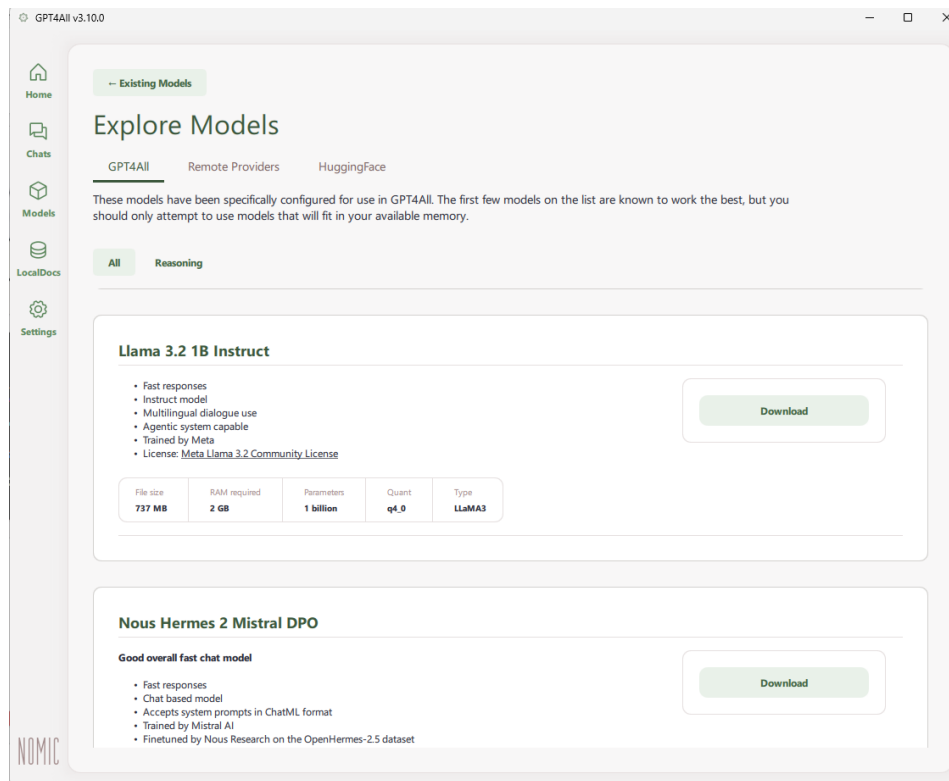 GPT4All v3.10.0
Home
Chats
Models
LocalDocs
Settings
NOMIC
← Existing Models
Explore Models
GPT4All Remote Providers HuggingFace
These models have been specifically configured for use in GPT4All. The first few models on the list are known to work the best, but you
should only attempt to use models that will fit in your available memory.
All Reasoning
Llama 3.2 1B Instruct
• Fast responses
• Instruct model
• Multilingual dialogue use
• Agentic system capable
• Trained by Meta
• License: Meta Llama 3.2 Community License
Download
File size RAM required Parameters Quant Type
737 MB 2 GB 1 billion q4_0 LLaMA3
Nous Hermes 2 Mistral DPO
Good overall fast chat model
• Fast responses
• Chat based model
• Accepts system prompts in ChatML format
• Trained by Mistral AI
• Finetuned by Nous Research on the OpenHermes-2.5 dataset
Download